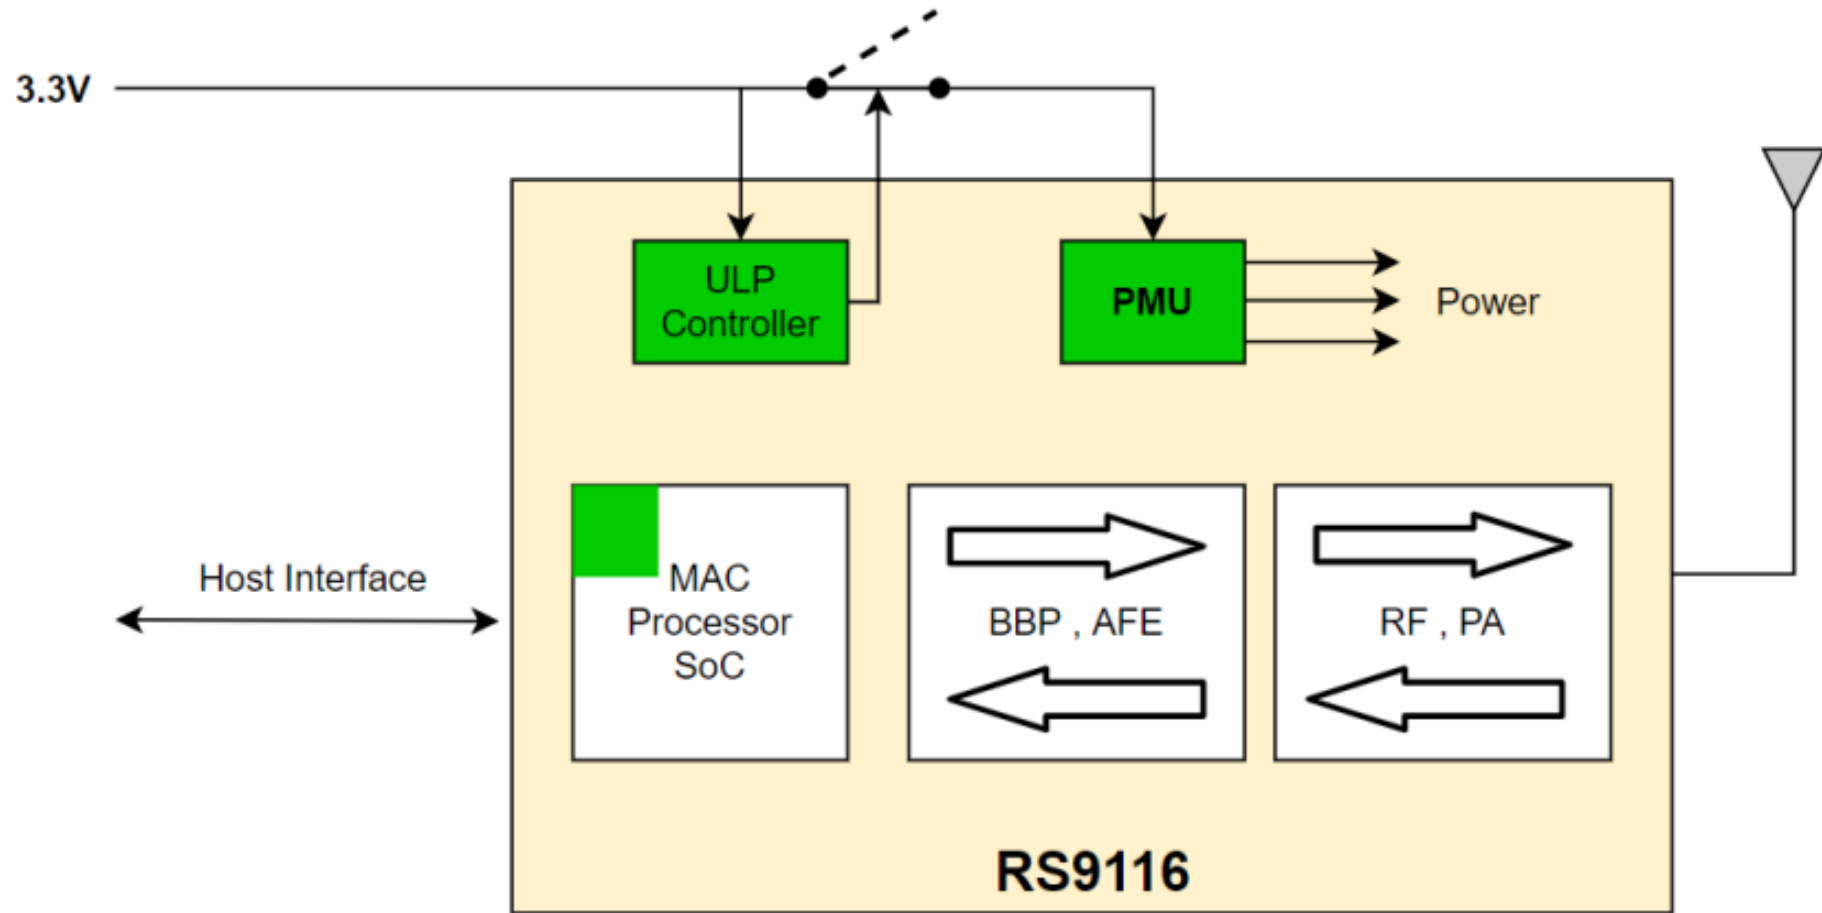 3.3V
ULP
Controller
PMU
Power
Host Interface
MAC
Processor
SoC
BBP , AFE
RF , PA
RS9116